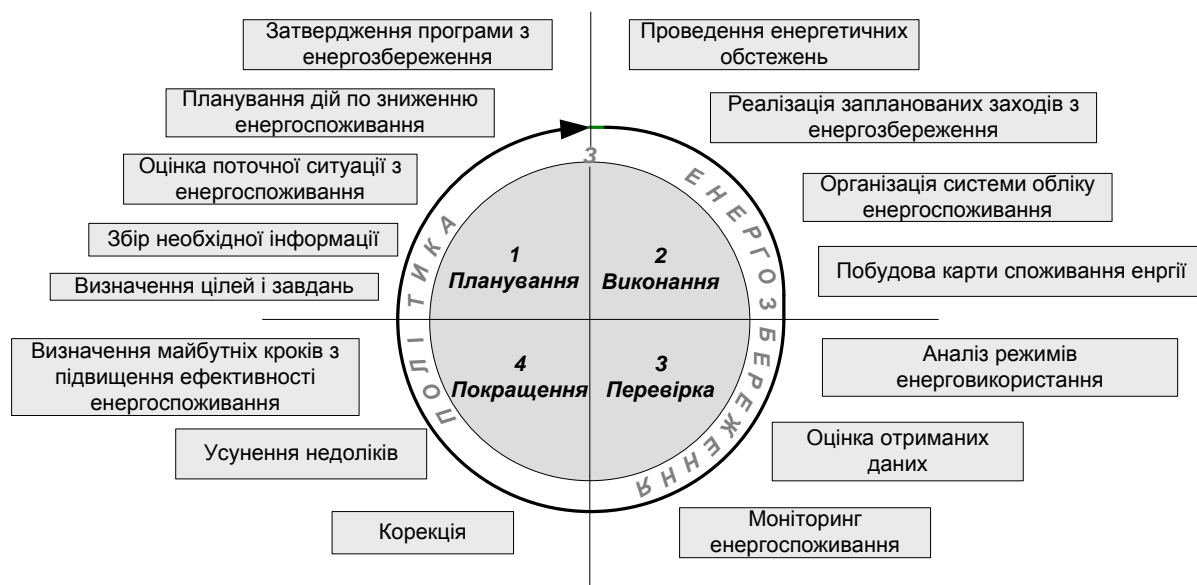 Затвердження програми з
енергозбереження
Планування дій по зниженню
енергоспоживання
Оцінка поточної ситуації з
енергоспоживання
Збір необхідної інформації
Визначення цілей і завдань
Проведення енергетичних
обстежень
Реалізація запланованих заходів з
енергозбереження
Організація системи обліку
енергоспоживання
Побудова карти споживання енргії
ПОЛІТИКА З ЕНЕРГОЗБЕРЕЖЕННЯ
1
Планування
2
Виконання
4
Покращення
3
Перевірка
Визначення майбутніх кроків з
підвищення ефективності
енергоспоживання
Усунення недоліків
Корекція
Аналіз режимів
енерговикористання
Оцінка отриманих
даних
Моніторинг
енергоспоживання